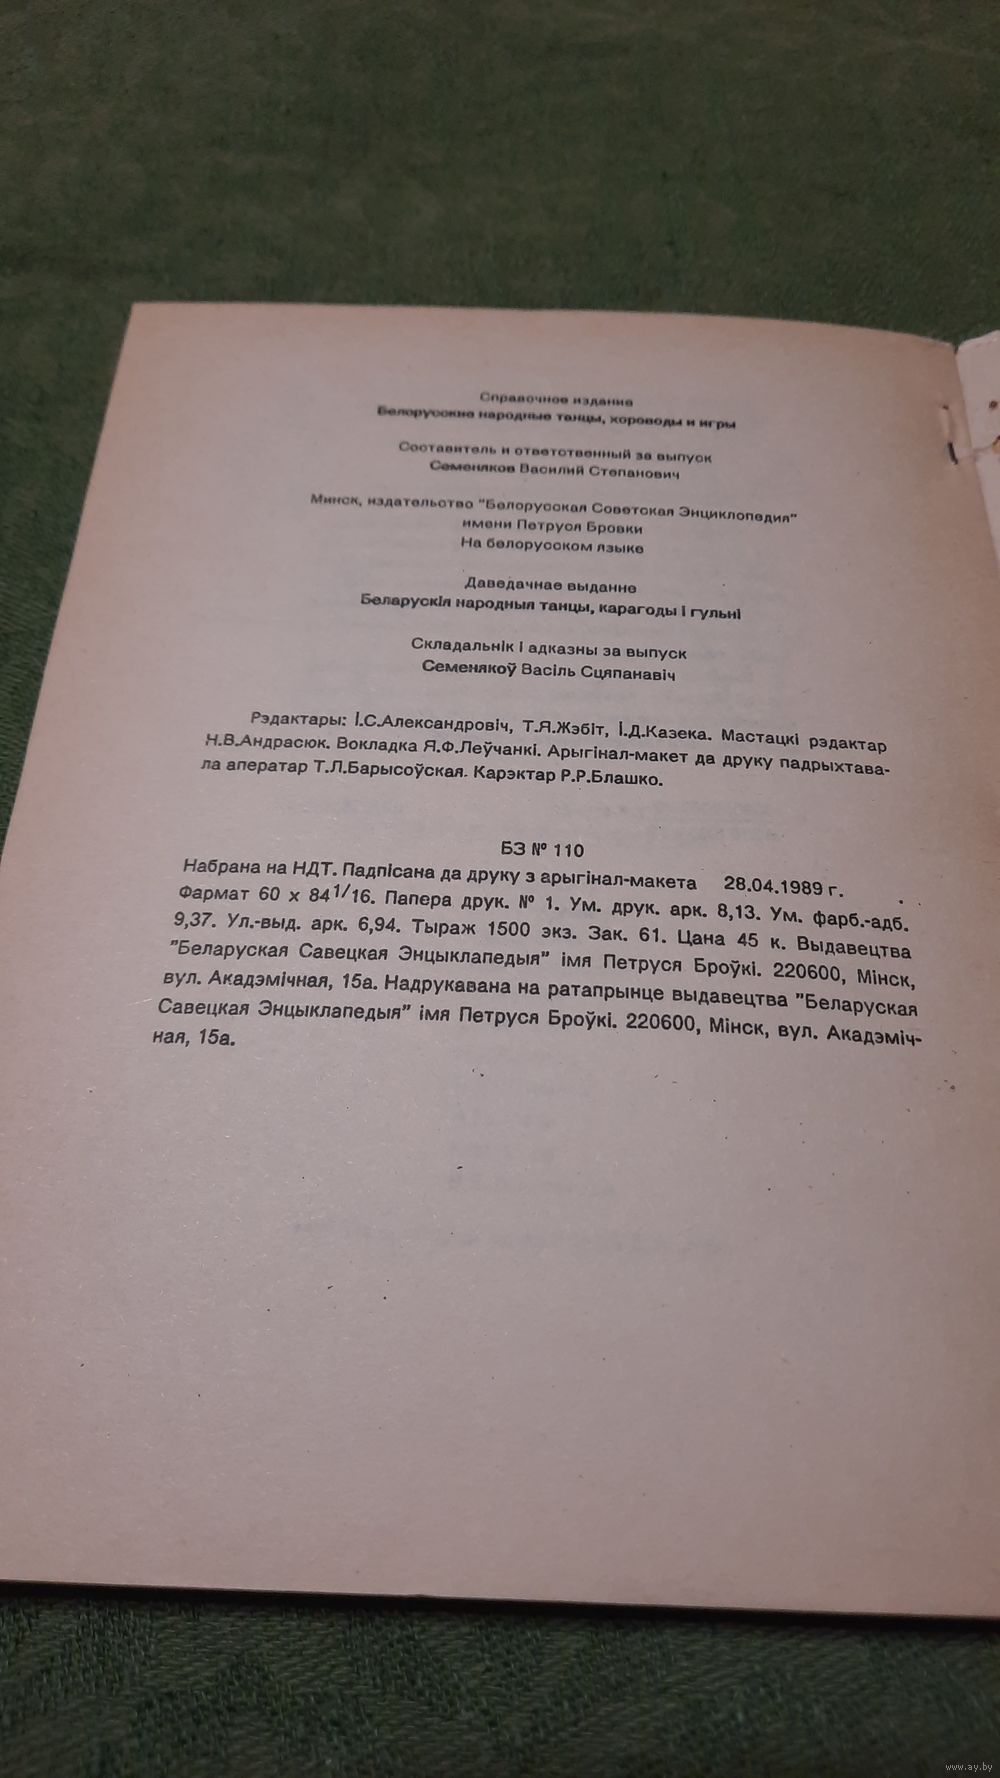 Справочное издание
Белорусские народные танцы, хороводы и игры
Составитель и ответственный за выпуск
Семеняков Василий Степанович
Минск, издательство "Белорусская Советская Энциклопедия"
имени Петруся Бровки
На белорусском языке
Даведачнае выданне
Беларускія народныя танцы, карагоды і гульні
Складальнік і адказны за выпуск
Семенякоў Васіль Сцяпанавіч
Рэдактары: І.С.Александровіч, Т.Я.Жэбіт, І.Д.Казека. Мастацкі рэдактар
Н.В.Андрасюк. Вокладка Я.Ф.Леўчанкі. Арыгінал-макет да друку падрыхтава-
ла аператар Т.Л.Барысоўская. Карэктар Р.Р.Блашко.
БЗ № 110
Набрана на НДТ. Падпісана да друку з арыгінал-макета 28.04.1989 г.
Фармат 60 х 84 1/16. Папера друк. № 1. Ум. друк. арк. 8,13. Ум. фарб.-адб.
9,37. Ул.-выд. арк. 6,94. Тыраж 1500 экз. Зак. 61. Цана 45 к. Выдавецтва
"Беларуская Савецкая Энцыклапедыя" імя Петруся Броўкі. 220600, Мінск,
вул. Акадэмічная, 15а. Надрукавана на ратапрынце выдавецтва "Беларуская
Савецкая Энцыклапедыя" імя Петруся Броўкі. 220600, Мінск, вул. Акадэміч-
ная, 15а.
www.ay.by